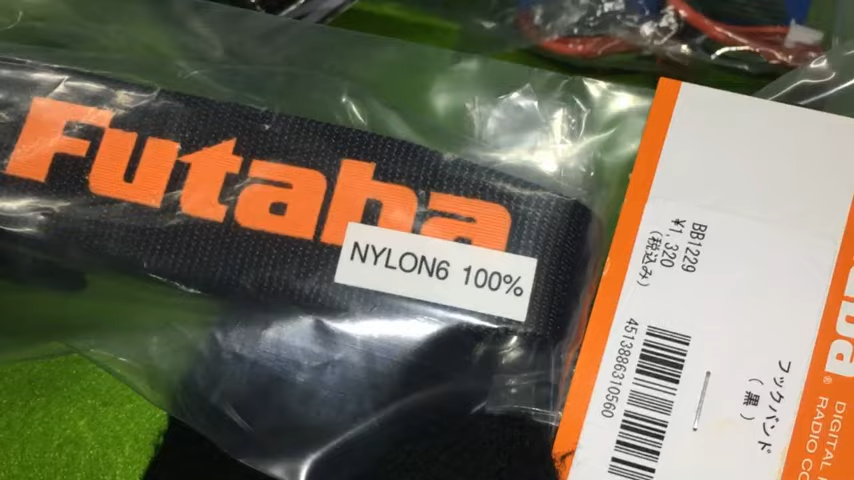 Futaba
NYLON6 100%
BB1229
¥1,320
(税込み)
4513886310560
フックバンド
(黒)
DIGITAL
RADIO